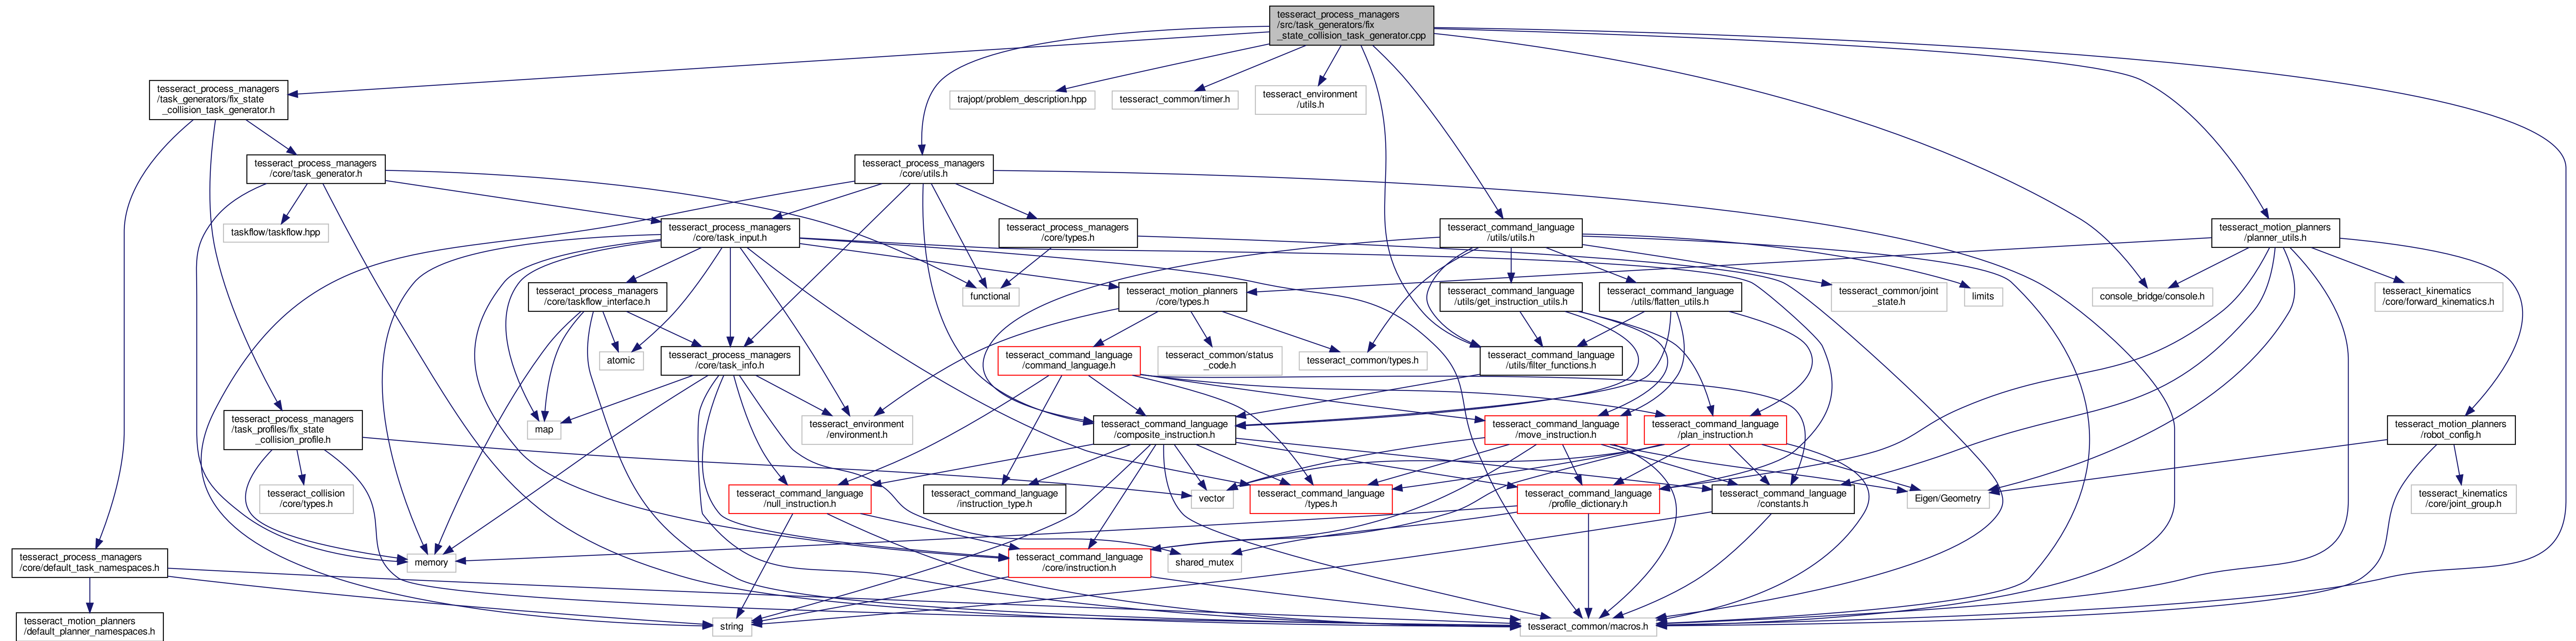 tesseract_process_managers
/src/task_generators/fix
_state_collision_task_generator.cpp
tesseract_process_managers
/task_generators/fix_state
_collision_task_generator.h
trajopt/problem_description.hpp
tesseract_common/timer.h
tesseract_environment
/utils.h
tesseract_process_managers
/core/task_generator.h
tesseract_process_managers
/core/utils.h
taskflow/taskflow.hpp
tesseract_process_managers
/core/task_input.h
tesseract_process_managers
/core/types.h
tesseract_command_language
/utils/utils.h
tesseract_motion_planners
/planner_utils.h
tesseract_process_managers
/core/taskflow_interface.h
functional
tesseract_motion_planners
/core/types.h
tesseract_command_language
/utils/get_instruction_utils.h
tesseract_command_language
/utils/flatten_utils.h
tesseract_common/joint
_state.h
limits
console_bridge/console.h
tesseract_kinematics
/core/forward_kinematics.h
atomic
tesseract_process_managers
/core/task_info.h
tesseract_command_language
/command_language.h
tesseract_common/status
_code.h
tesseract_common/types.h
tesseract_command_language
/utils/filter_functions.h
tesseract_process_managers
/task_profiles/fix_state
_collision_profile.h
map
tesseract_environment
/environment.h
tesseract_command_language
/composite_instruction.h
tesseract_command_language
/move_instruction.h
tesseract_command_language
/plan_instruction.h
tesseract_motion_planners
/robot_config.h
tesseract_collision
/core/types.h
tesseract_command_language
/null_instruction.h
tesseract_command_language
/instruction_type.h
vector
tesseract_command_language
/types.h
tesseract_command_language
/profile_dictionary.h
tesseract_command_language
/constants.h
Eigen/Geometry
tesseract_kinematics
/core/joint_group.h
tesseract_process_managers
/core/default_task_namespaces.h
memory
tesseract_command_language
/core/instruction.h
shared_mutex
tesseract_motion_planners
/default_planner_namespaces.h
string
tesseract_common/macros.h